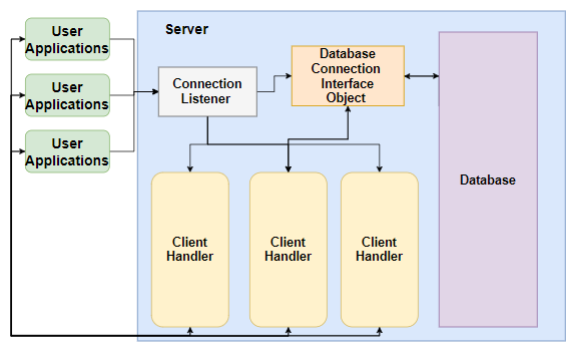 User
Applications
Server
User
Applications
User
Applications
Connection
Listener
Database
Connection
Interface
Object
Database
Client
Handler
Client
Handler
Client
Handler